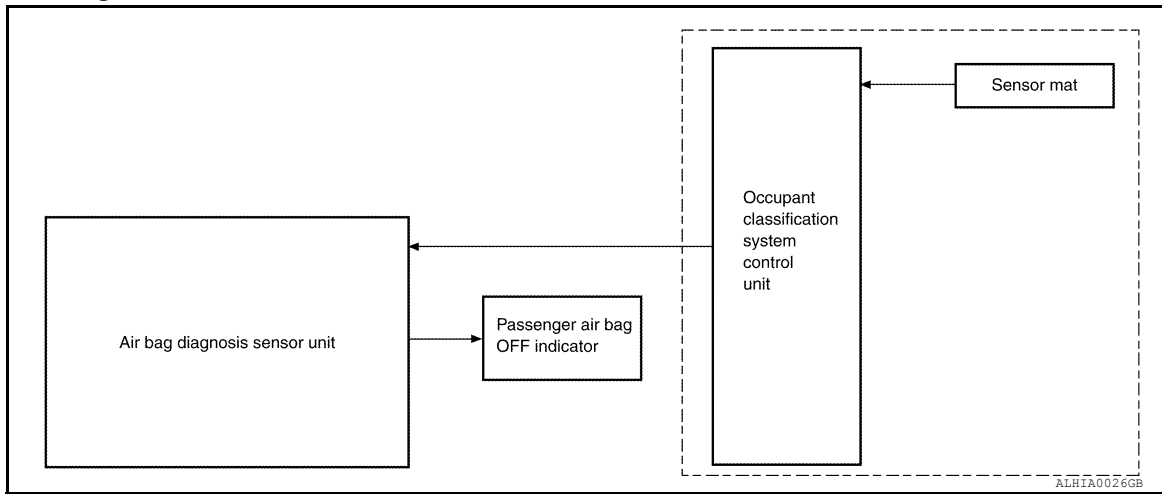 Sensor mat
Occupant
classification
system
control
unit
Air bag diagnosis sensor unit
Passenger air bag
OFF indicator
ALHIA0026GB